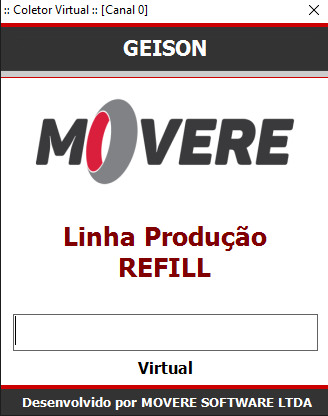 :: Coletor Virtual :: [Canal 0]
GEISON
MOVERE
Linha Produção
REFILL
Virtual
Desenvolvido por MOVERE SOFTWARE LTDA